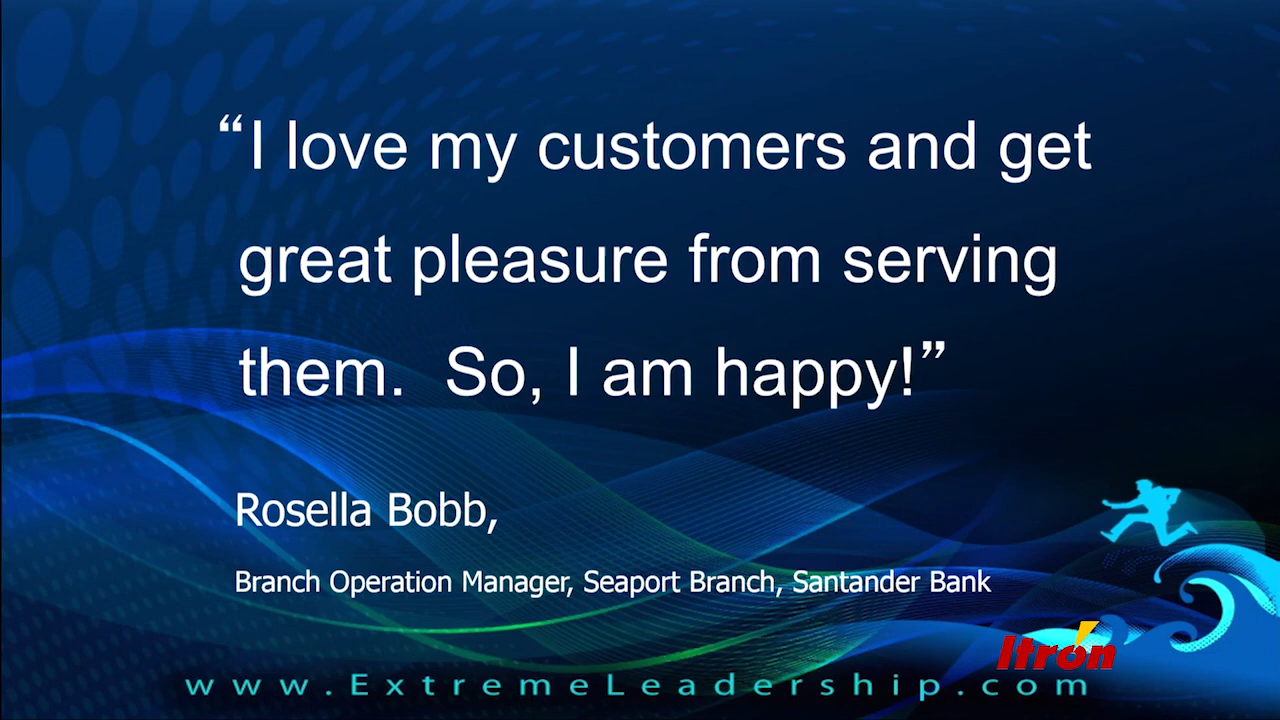 “I love my customers and get
great pleasure from serving
them.  So, I am happy!”
Rosella Bobb,
Branch Operation Manager, Seaport Branch, Santander Bank
Itron
www.ExtremeLeadership.com